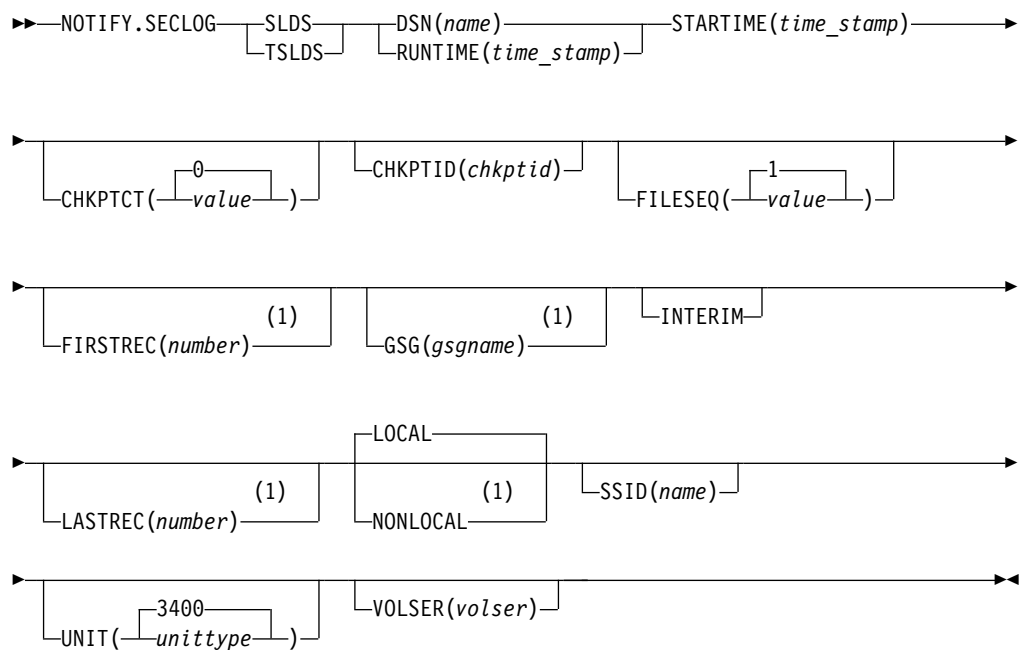 NOTIFY.SECLOG SLDS DSN(name) STARTIME(time_stamp)
TSLDS RUNTIME(time_stamp)
0 CHKPTID(chkptid) 1
CHKPTCT( value ) FILESEQ( value )
(1) (1) INTERIM
FIRSTREC(number) GSG(gsgname)
LOCAL
(1) (1) SSID(name)
LASTREC(number) NONLOCAL
3400 VOLSER(volser)
UNIT( unittype )